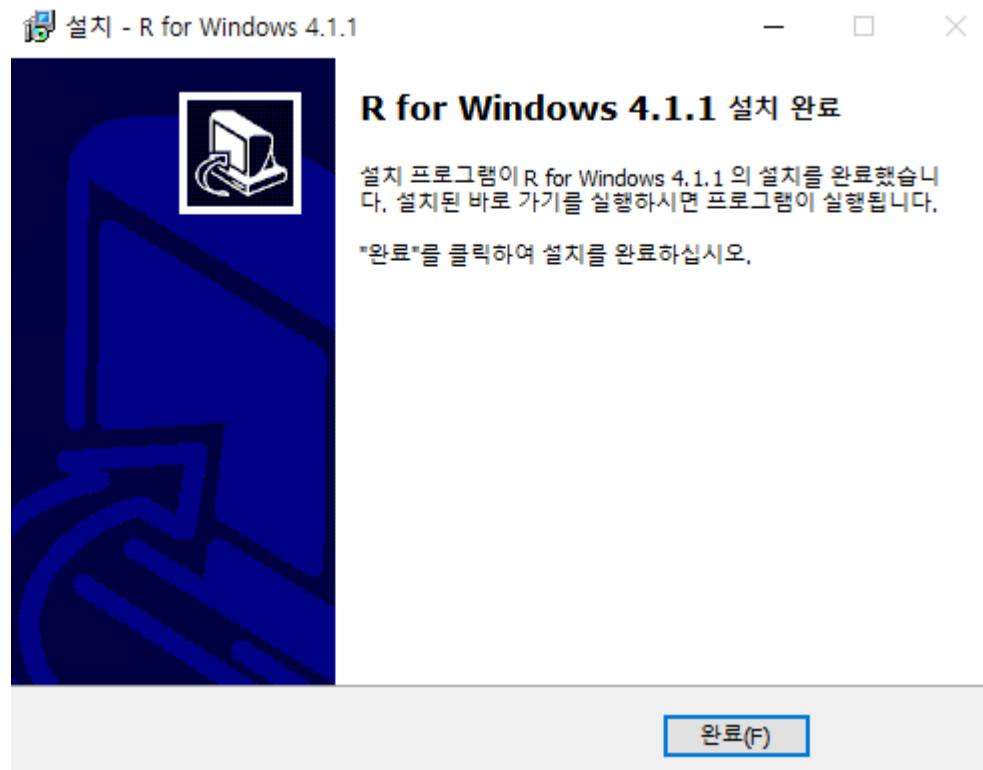 설치 - R for Windows 4.1.1
R for Windows 4.1.1 설치 완료
설치 프로그램이 R for Windows 4.1.1 의 설치를 완료했습니
다. 설치된 바로 가기를 실행하시면 프로그램이 실행됩니다.
"완료"를 클릭하여 설치를 완료하십시오.
완료(F)